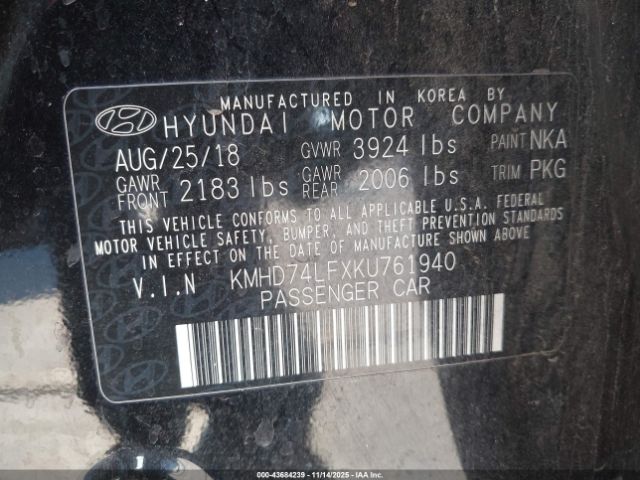 MANUFACTURED IN KOREA BY
HYUNDAI MOTOR COMPANY
AUG/25/18 GVWR 3924 lbs PAINT NKA
GAWR FRONT 2183 lbs GAWR REAR 2006 lbs TRIM PKG
THIS VEHICLE CONFORMS TO ALL APPLICABLE U.S.A. FEDERAL
MOTOR VEHICLE SAFETY, BUMPER, AND THEFT PREVENTION STANDARDS
IN EFFECT ON THE DATE OF MANUFACTURE SHOWN ABOVE.
V.I.N KMHD74LFXKU761940
PASSENGER CAR
000-43684239 - 11/14/2025 - IAAI.COM